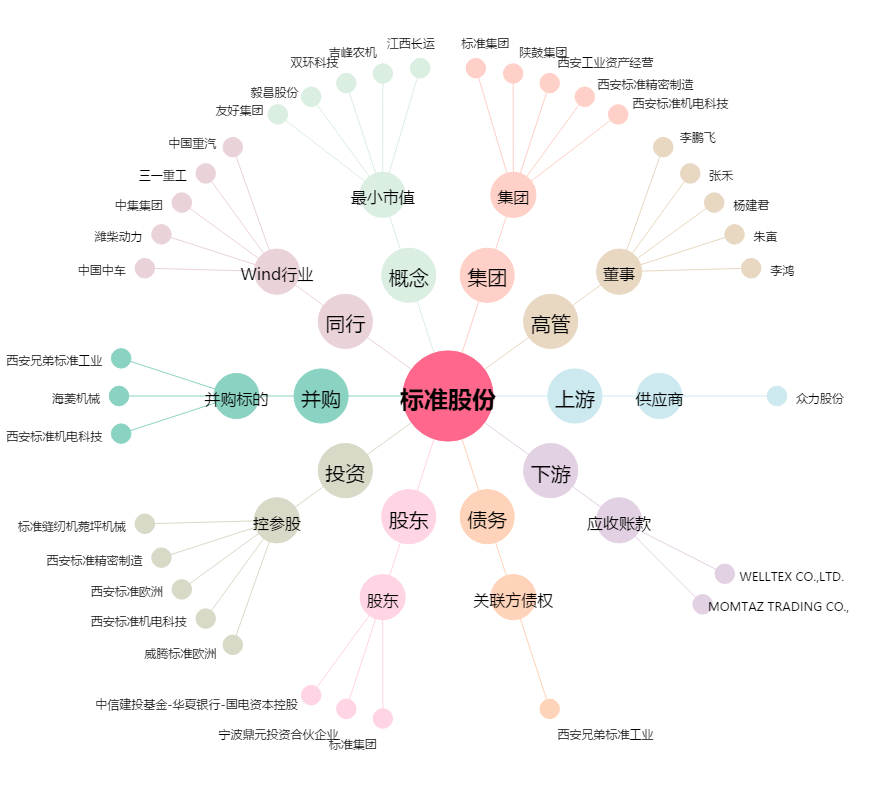 江西长运
标准集团
吉峰农机
陕鼓集团
双环科技
西安工业资产经营
毅昌股份
西安标准精密制造
友好集团
西安标准机电科技
中国重汽
李鹏飞
三一重工
张禾
最小市值
集团
中集集团
杨建君
潍柴动力
朱寅
中国中车
Wind行业
概念
集团
董事
李鸿
同行
高管
西安兄弟标准工业
海菱机械
并购标的
并购
标准股份
上游
供应商
众力股份
西安标准机电科技
投资
下游
标准缝纫机菀坪机械
控参股
股东
债务
应收账款
西安标准精密制造
WELLTEX CO.,LTD.
西安标准欧洲
股东
关联方债权
MOMTAZ TRADING CO.,
西安标准机电科技
威腾标准欧洲
中信建投基金-华夏银行-国电资本控股
宁波鼎元投资合伙企业
西安兄弟标准工业
标准集团